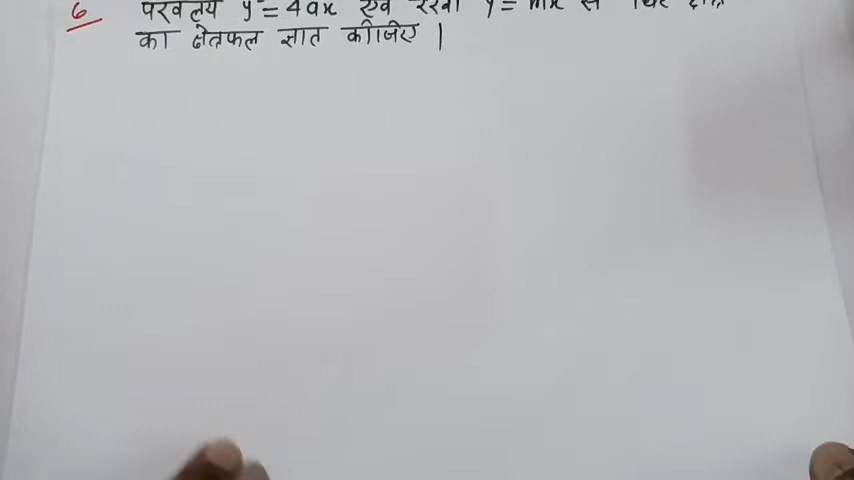 6 परवलय y² = 4ax एवं रेखा y = mx से घिरे क्षेत्र
का क्षेत्रफल ज्ञात कीजिए |